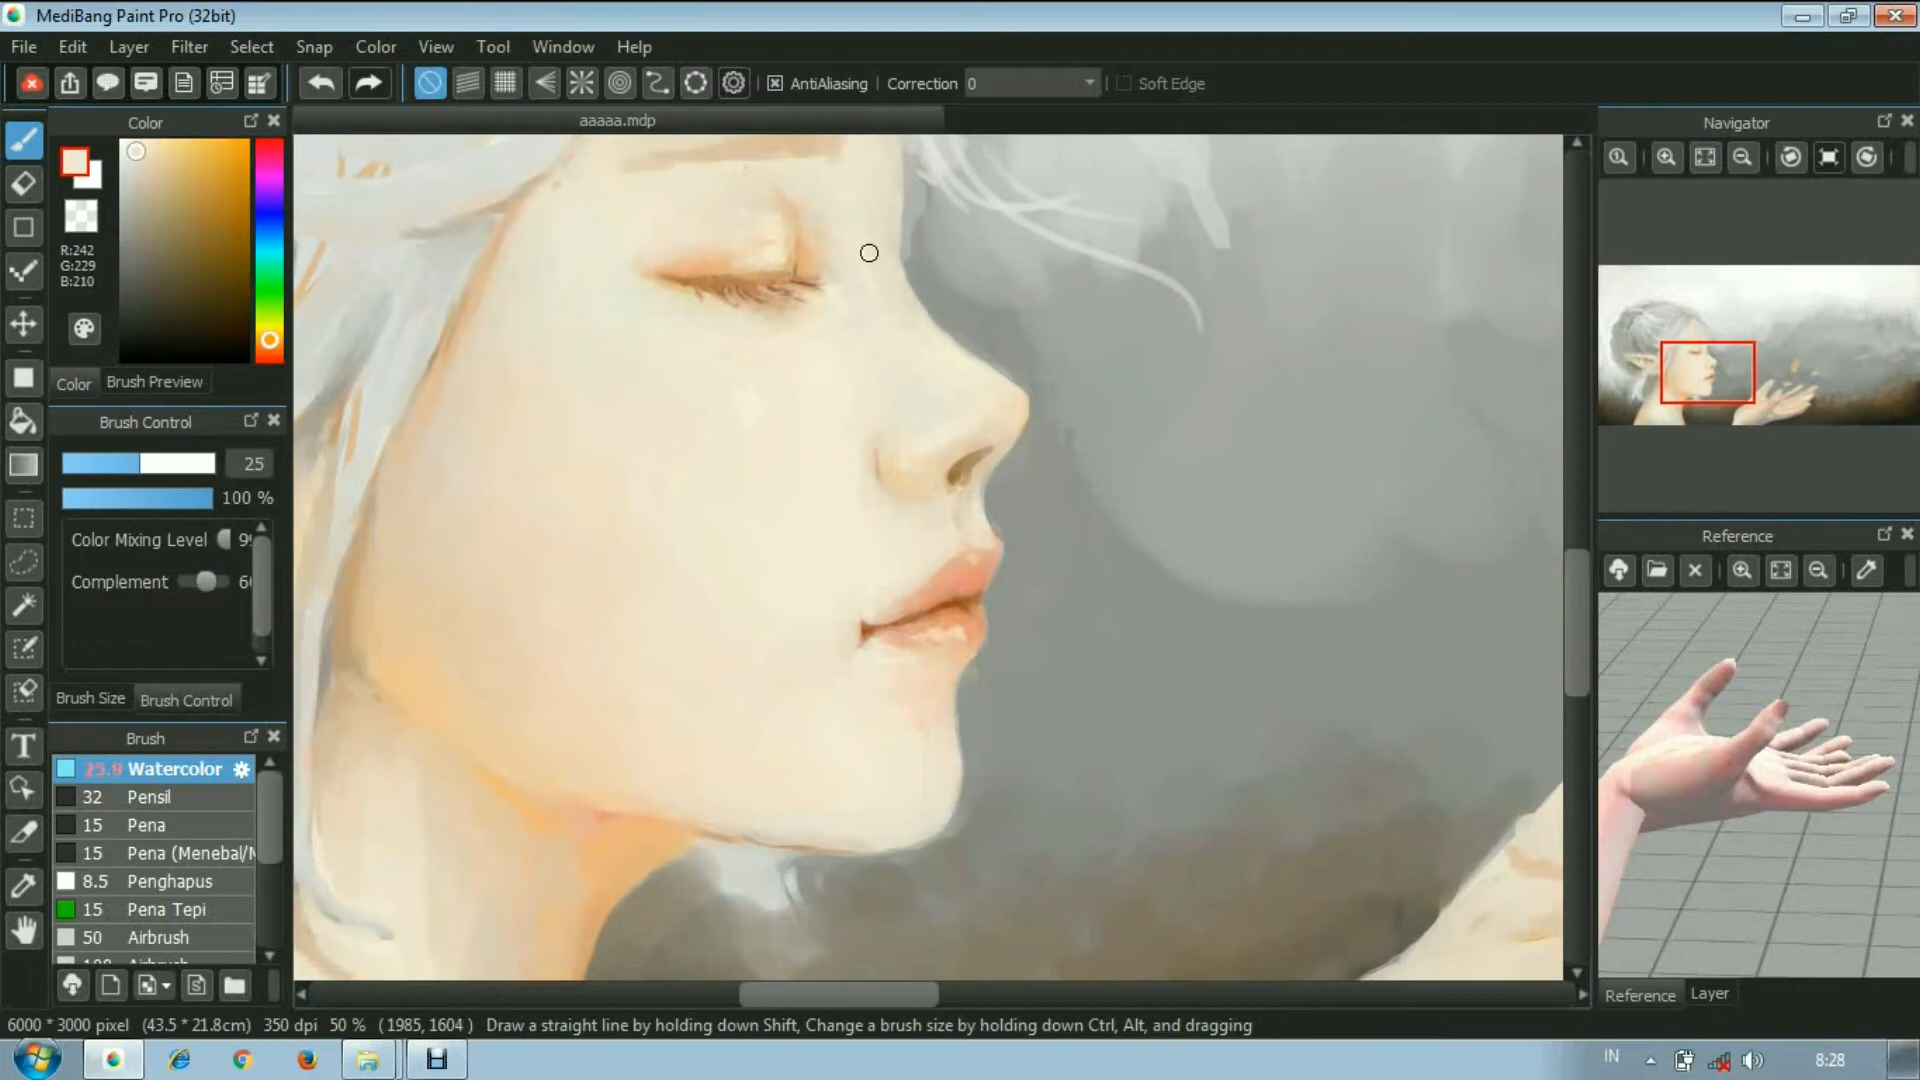 MediBang Paint Pro (32bit)
File Edit Layer Filter Select Snap Color View Tool Window Help
AntiAliasing Correction 0 Soft Edge
aaaaa.mdp
Color
R:242
G:229
B:210
Color Brush Preview
Brush Control
25
100 %
Color Mixing Level
Complement
Brush Size Brush Control
Brush
25.9 Watercolor
32 Pensil
15 Pena
15 Pena (Menebal/
8.5 Penghapus
15 Pena Tepi
50 Airbrush
Navigator
Reference
Reference Layer
6000 * 3000 pixel (43.5 * 21.8cm) 350 dpi 50 % ( 1985, 1604 ) Draw a straight line by holding down Shift, Change a brush size by holding down Ctrl, Alt, and dragging
IN 8:28